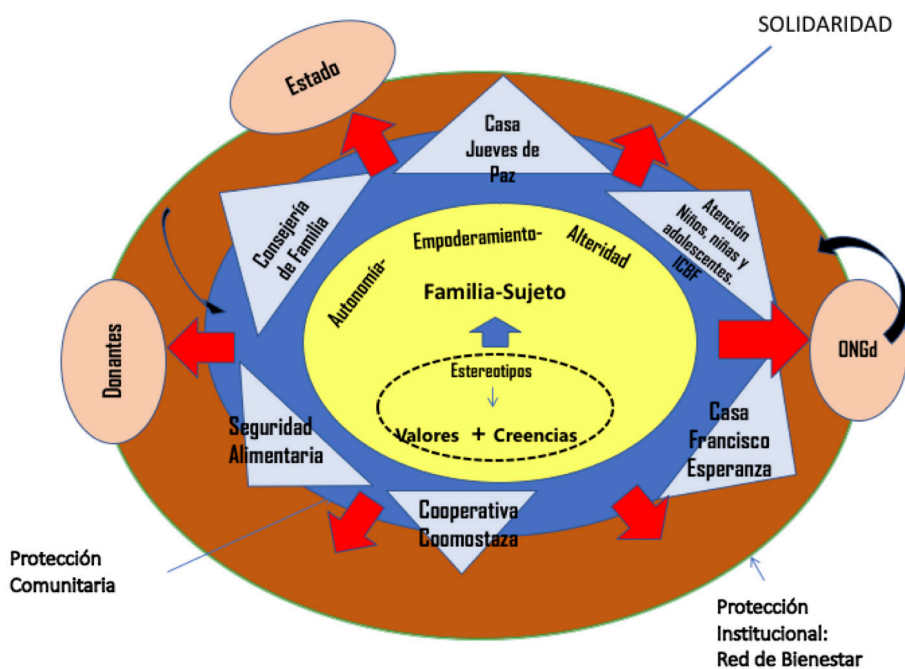 SOLIDARIDAD
Estado
Casa
Jueves de
Paz
Consejería
de Familia
Atención
Niños, niñas y
adolescentes.
ICBF
Autonomía-
Empoderamiento-
Alteridad
Familia-Sujeto
Donantes
ONGd
Estereotipos
Valores + Creencias
Seguridad
Alimentaria
Casa
Francisco
Esperanza
Cooperativa
Coomostaza
Protección
Comunitaria
Protección
Institucional:
Red de Bienestar